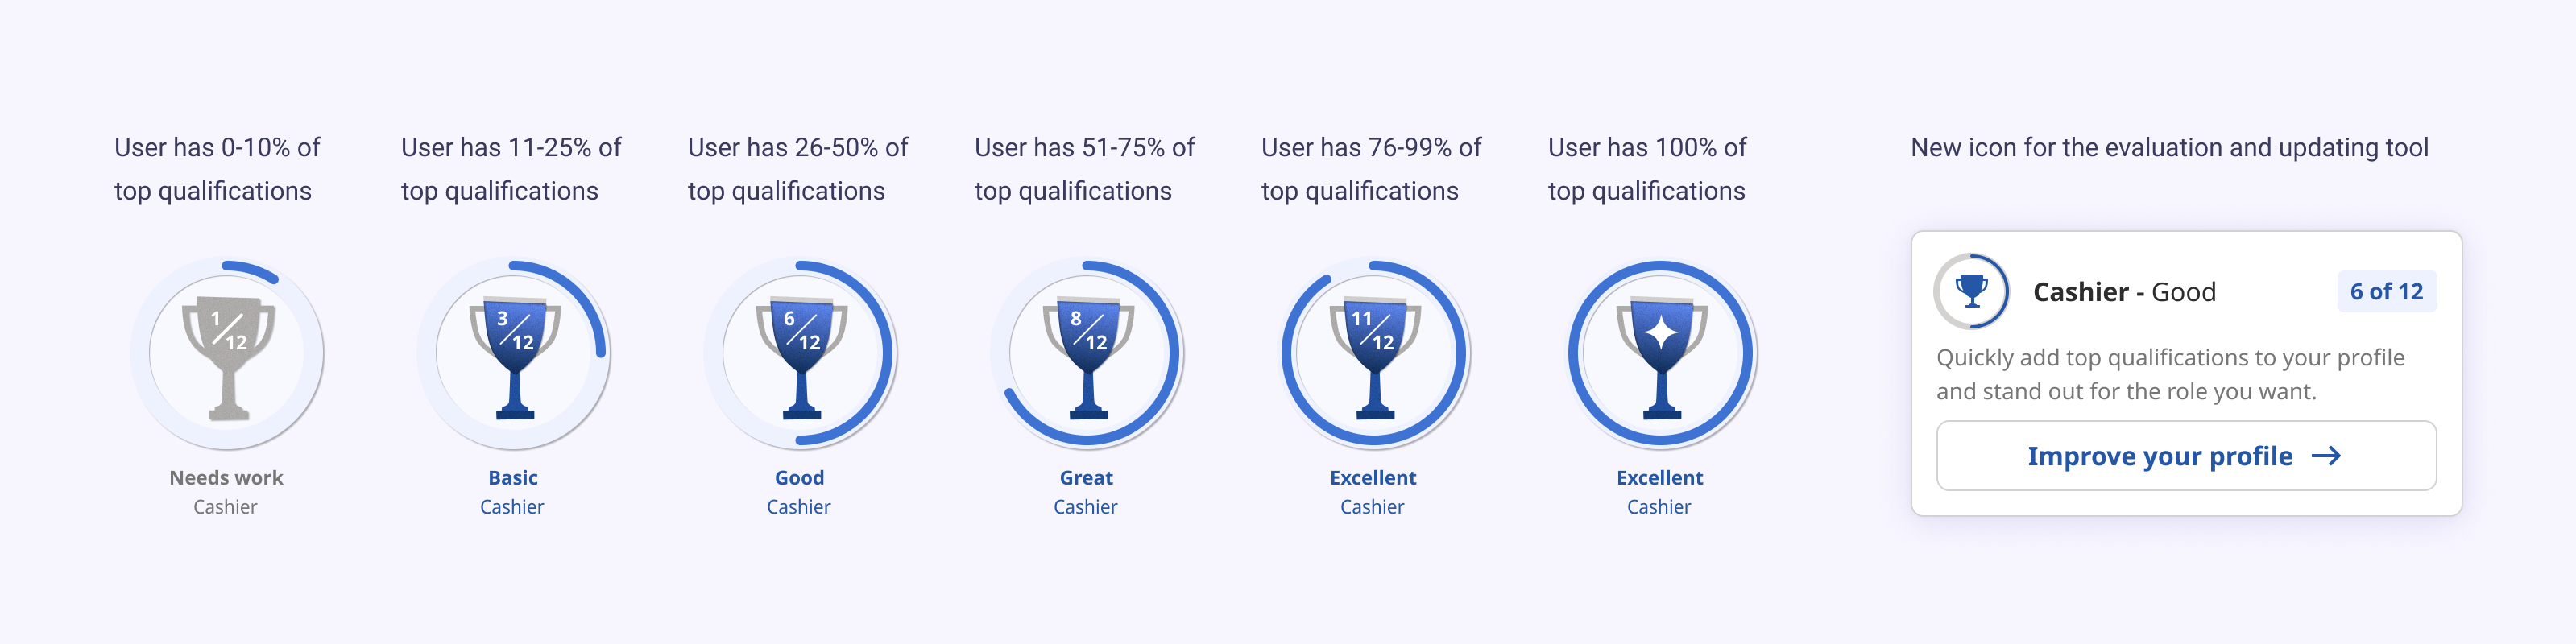 User has 0-10% of
top qualifications
1/12
Needs work
Cashier
User has 11-25% of
top qualifications
3/12
Basic
Cashier
User has 26-50% of
top qualifications
6/12
Good
Cashier
User has 51-75% of
top qualifications
8/12
Great
Cashier
User has 76-99% of
top qualifications
11/12
Excellent
Cashier
User has 100% of
top qualifications
Excellent
Cashier
New icon for the evaluation and updating tool
Cashier - Good
6 of 12
Quickly add top qualifications to your profile
and stand out for the role you want.
Improve your profile →